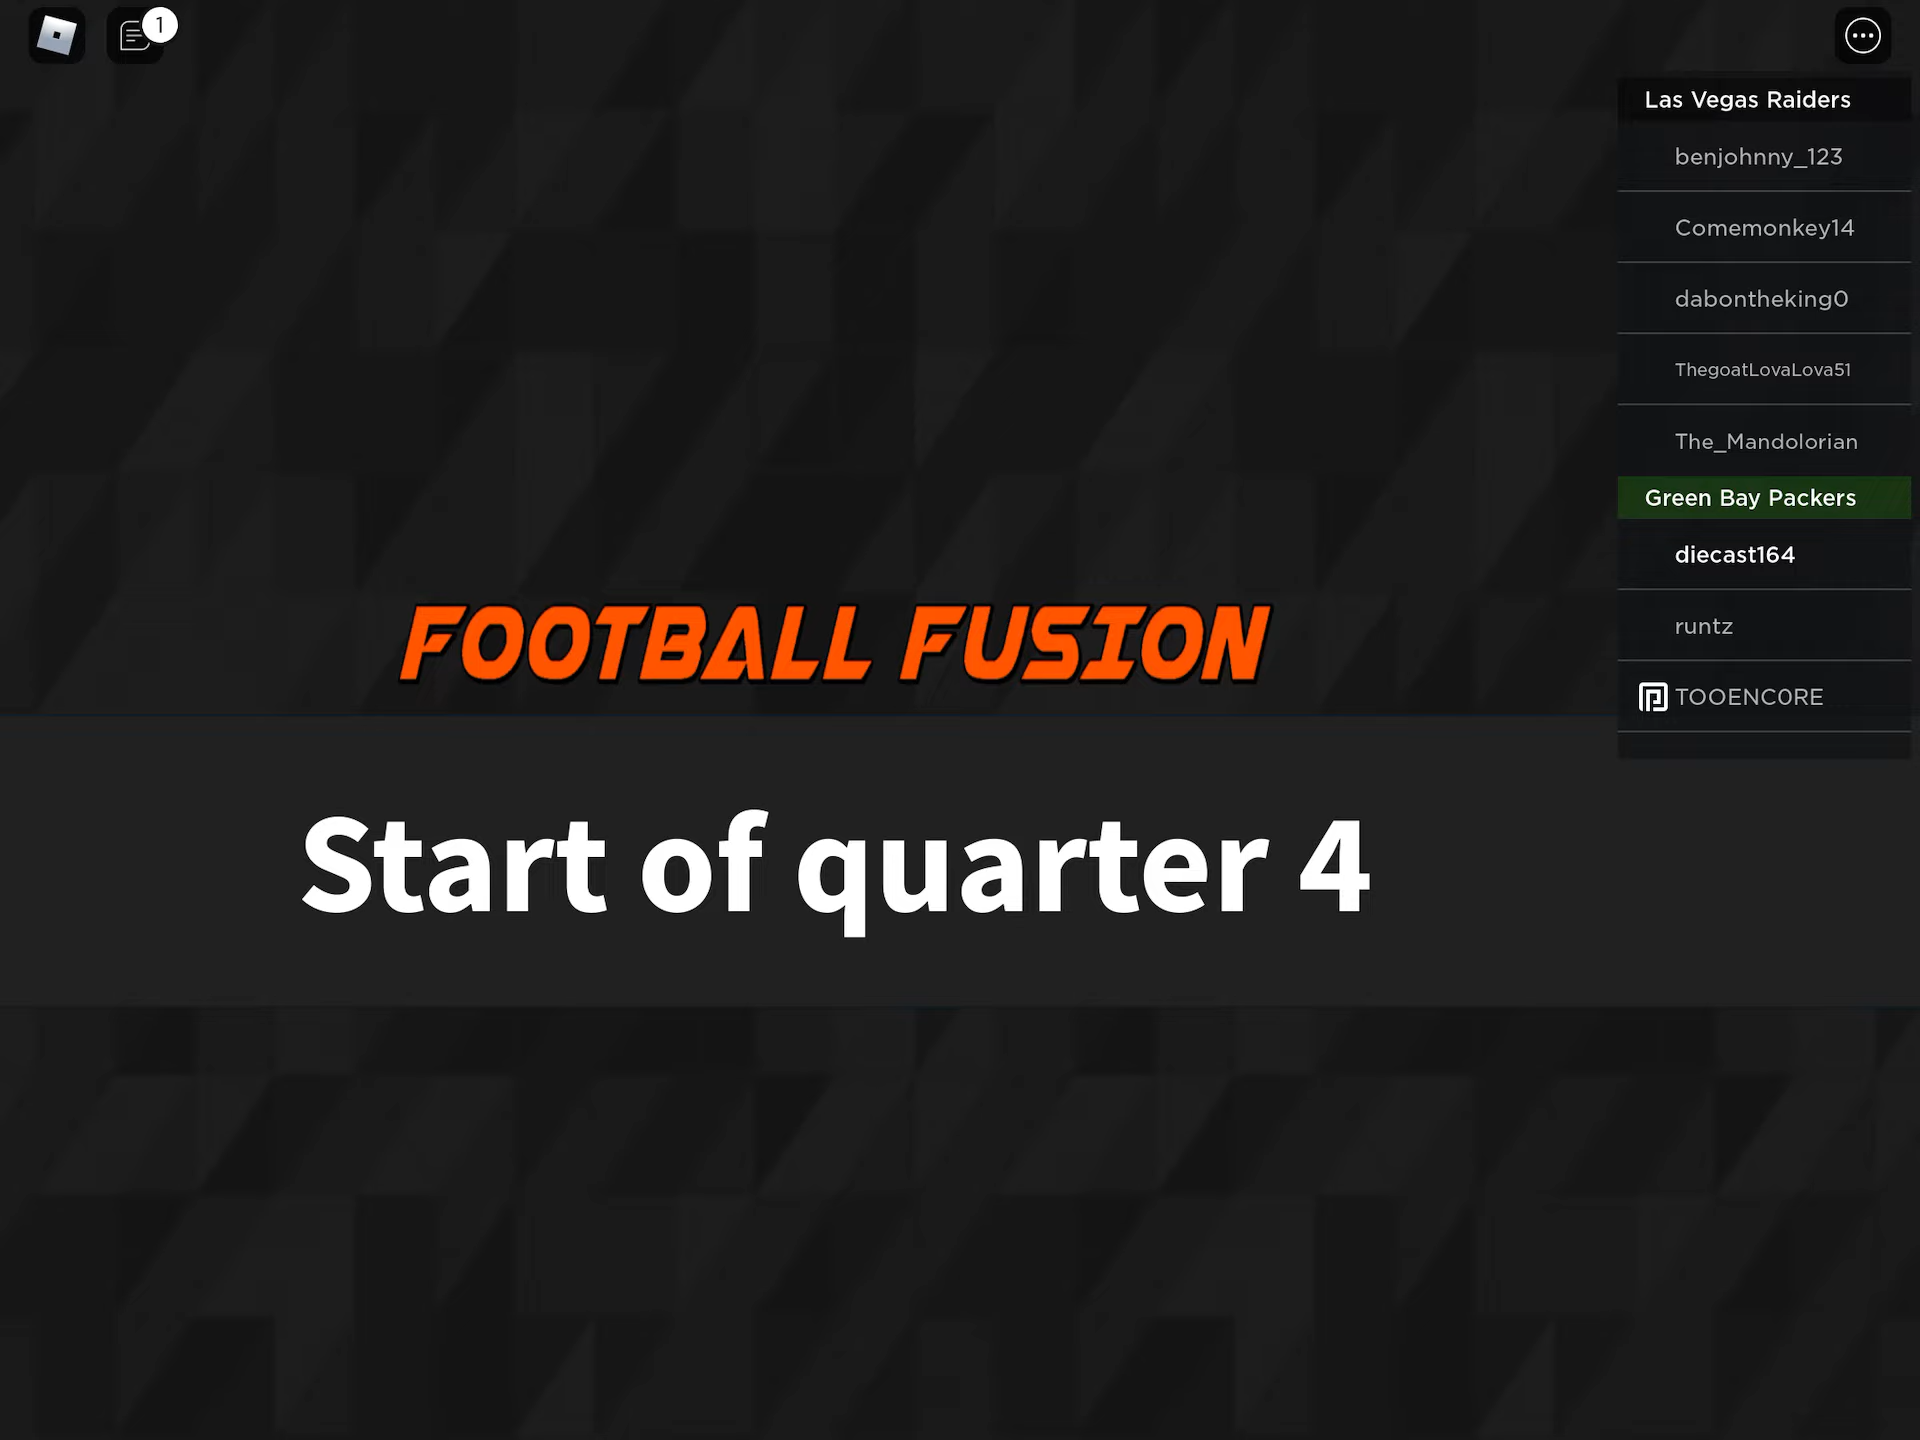 1
Las Vegas Raiders
benjohnny_123
Comemonkey14
dabontheking0
ThegoatLovaLova51
The_Mandolorian
Green Bay Packers
diecast164
runtz
TOOENC0RE
FOOTBALL FUSION
Start of quarter 4